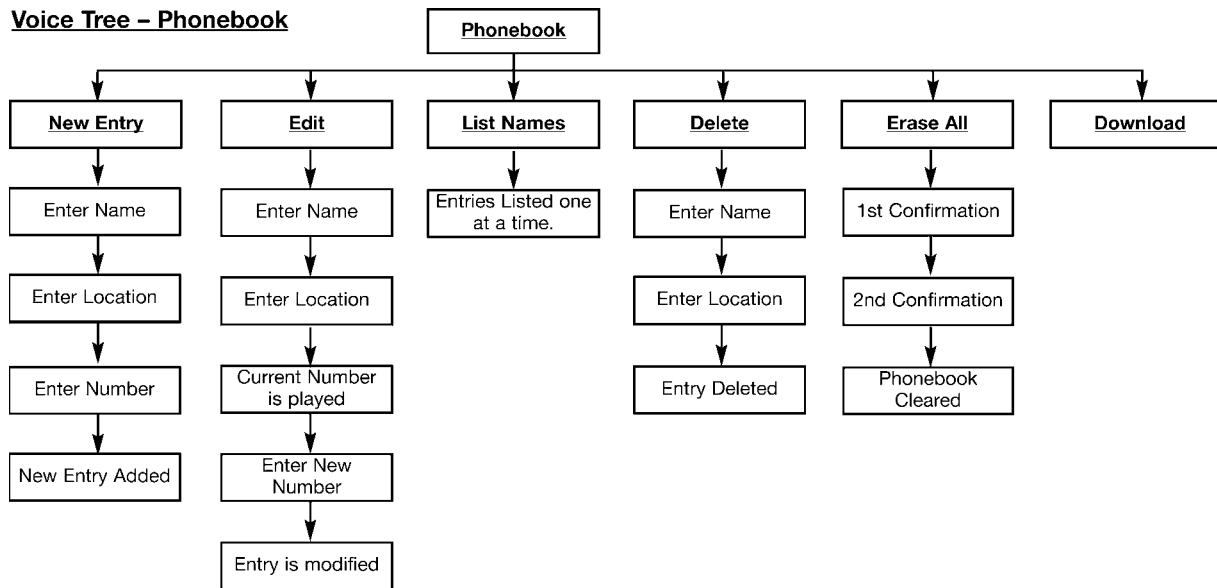 Voice Tree – Phonebook
Phonebook
New Entry
Edit
List Names
Delete
Erase All
Download
Enter Name
Enter Name
Entries Listed one
at a time.
Enter Name
1st Confirmation
Enter Location
Enter Location
Enter Location
2nd Confirmation
Enter Number
Current Number
is played
Entry Deleted
Phonebook
Cleared
New Entry Added
Enter New
Number
Entry is modified